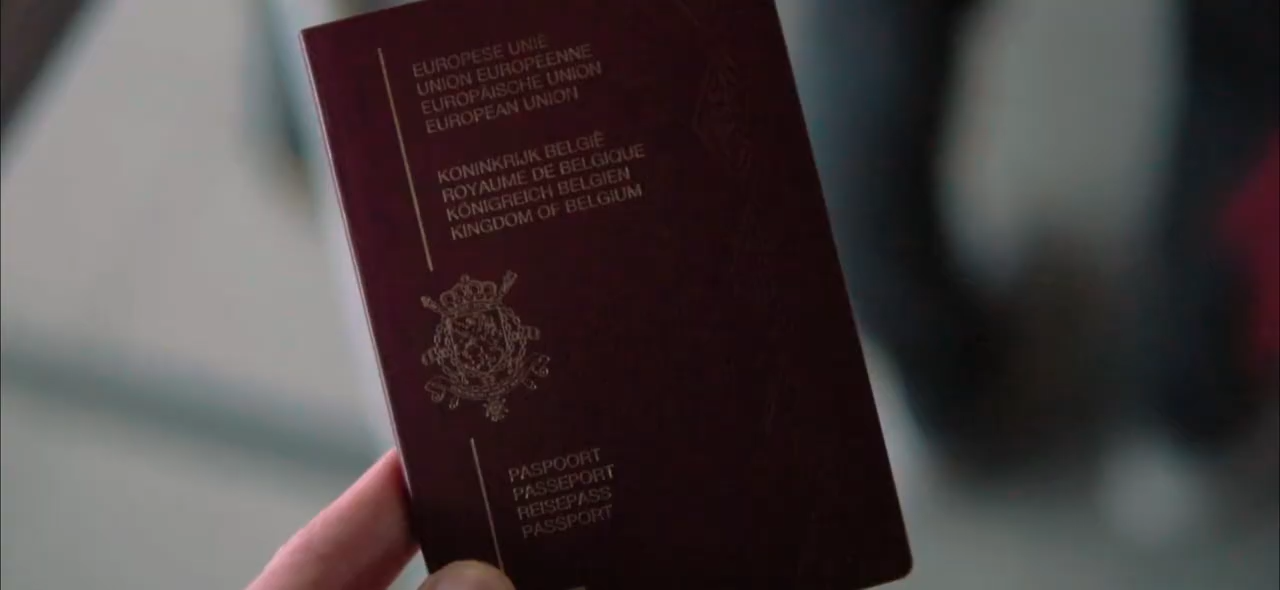 EUROPESE UNIE
UNION EUROPÉENNE
EUROPÄISCHE UNION
EUROPEAN UNION
KONINKRIJK BELGIË
ROYAUME DE BELGIQUE
KÖNIGREICH BELGIEN
KINGDOM OF BELGIUM
PASPOORT
PASSEPORT
REISEPASS
PASSPORT